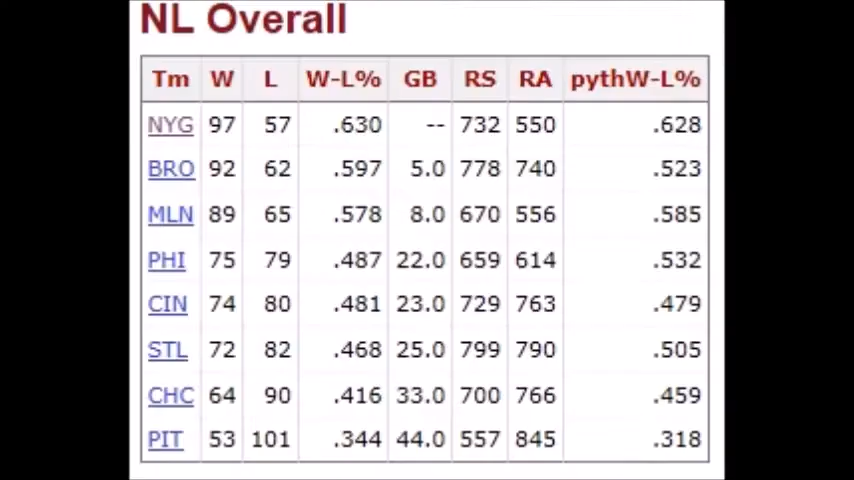 NL Overall
Tm W L W-L% GB RS RA pythW-L%
NYG 97 57 .630 -- 732 550 .628
BRO 92 62 .597 5.0 778 740 .523
MLN 89 65 .578 8.0 670 556 .585
PHI 75 79 .487 22.0 659 614 .532
CIN 74 80 .481 23.0 729 763 .479
STL 72 82 .468 25.0 799 790 .505
CHC 64 90 .416 33.0 700 766 .459
PIT 53 101 .344 44.0 557 845 .318